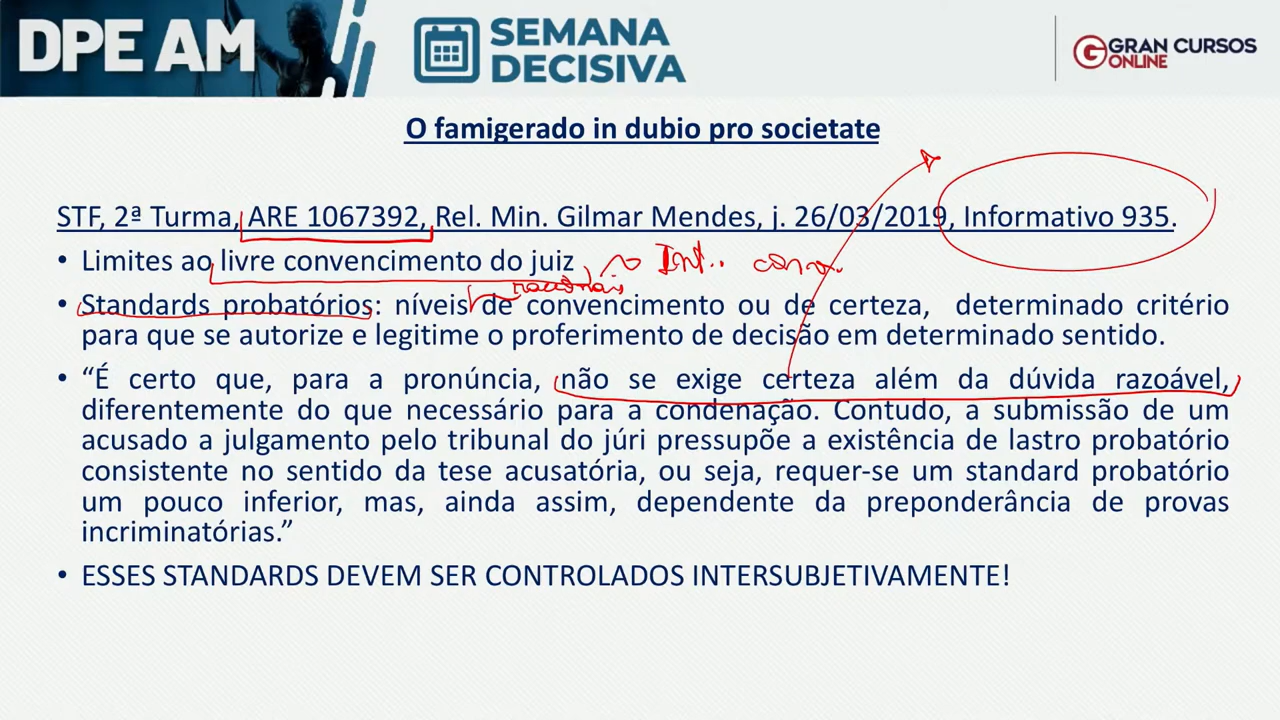 DPE AM
SEMANA
DECISIVA
GRAN CURSOS
ONLINE
O famigerado in dubio pro societate
STF, 2ª Turma, ARE 1067392, Rel. Min. Gilmar Mendes, j. 26/03/2019, Informativo 935.
• Limites ao livre convencimento do juiz
racionais
• Standards probatórios: níveis de convencimento ou de certeza, determinado critério
para que se autorize e legitime o proferimento de decisão em determinado sentido.
• “É certo que, para a pronúncia, não se exige certeza além da dúvida razoável,
diferentemente do que necessário para a condenação. Contudo, a submissão de um
acusado a julgamento pelo tribunal do júri pressupõe a existência de lastro probatório
consistente no sentido da tese acusatória, ou seja, requer-se um standard probatório
um pouco inferior, mas, ainda assim, dependente da preponderância de provas
incriminatórias.”
• ESSES STANDARDS DEVEM SER CONTROLADOS INTERSUBJETIVAMENTE!